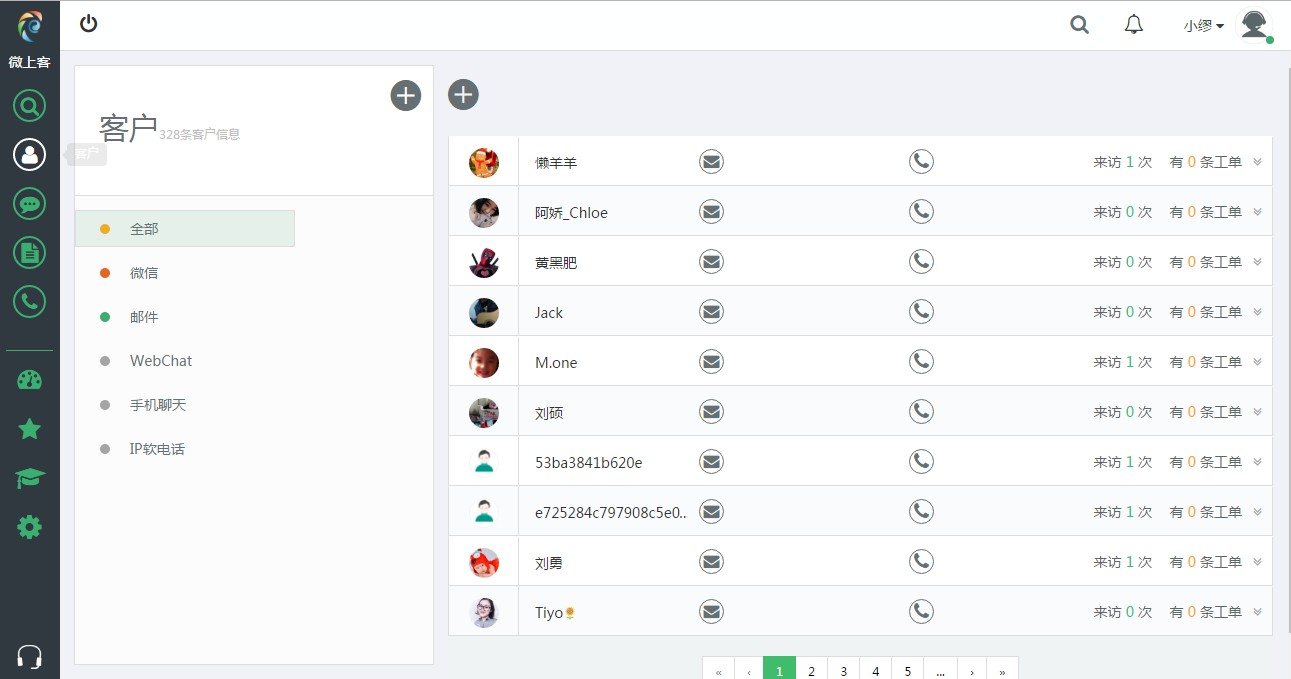 微上客
小缪
客户
客户 328条客户信息
全部
微信
邮件
WebChat
手机聊天
IP软电话
懒羊羊 来访 1 次 有 0 条工单
阿娇_Chloe 来访 0 次 有 0 条工单
黄黑肥 来访 0 次 有 0 条工单
Jack 来访 0 次 有 0 条工单
M.one 来访 1 次 有 0 条工单
刘硕 来访 0 次 有 0 条工单
53ba3841b620e 来访 1 次 有 0 条工单
e725284c797908c5e0... 来访 1 次 有 0 条工单
刘勇 来访 1 次 有 0 条工单
Tiyo🌻 来访 0 次 有 0 条工单
« ‹ 1 2 3 4 5 ... › »